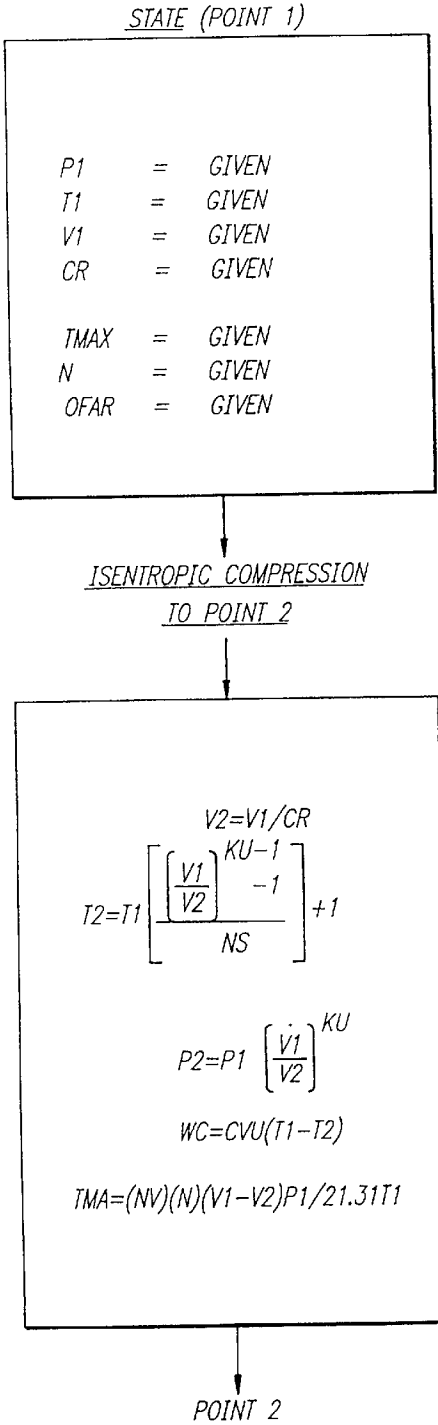 STATE (POINT 1)
P1 = GIVEN
T1 = GIVEN
V1 = GIVEN
CR = GIVEN
TMAX = GIVEN
N = GIVEN
OFAR = GIVEN
ISENTROPIC COMPRESSION
TO POINT 2
V2=V1/CR
T2=T1[((V1/V2)^KU-1 -1)/NS]+1
P2=P1 (V1/V2)^KU
WC=CVU(T1-T2)
TMA=(NV)(N)(V1-V2)P1/21.31T1
POINT 2